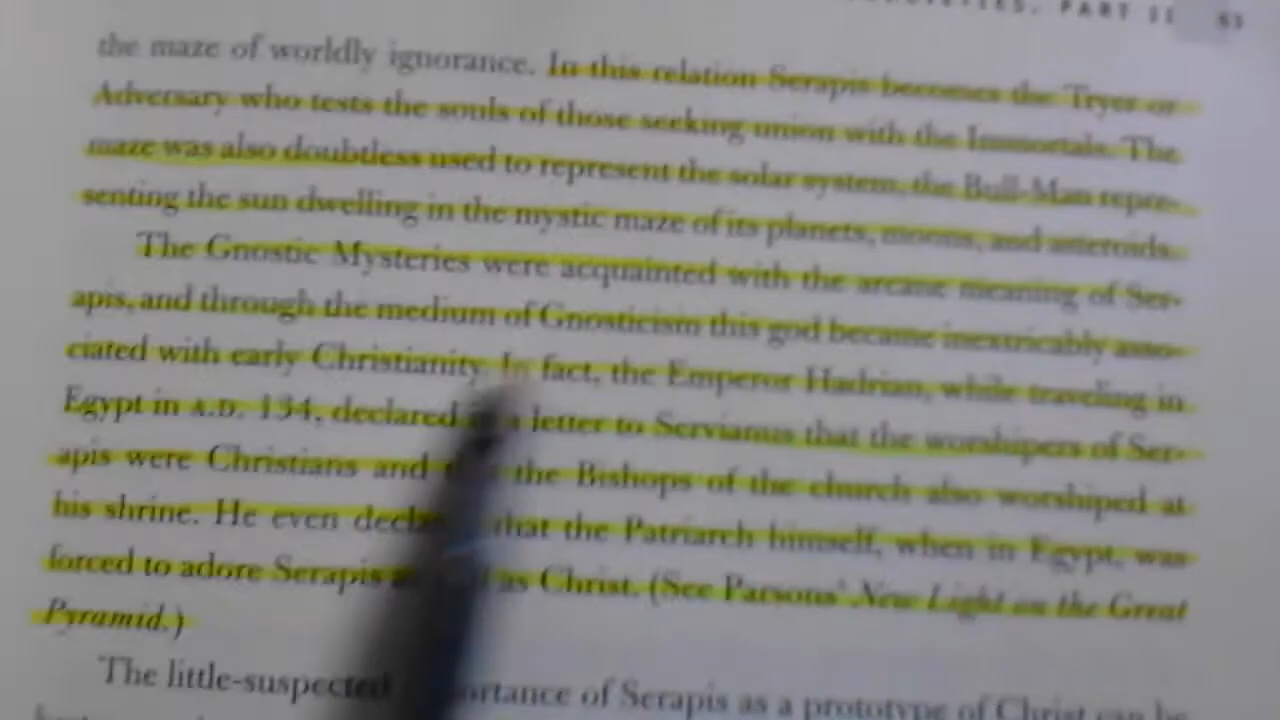 PART II 63
the maze of worldly ignorance. In this relation Serapis becomes the Tryer or
Adversary who tests the souls of those seeking union with the Immortals. The
maze was also doubtless used to represent the solar system, the Bull-Man repre-
senting the sun dwelling in the mystic maze of its planets, moons, and asteroids.
The Gnostic Mysteries were acquainted with the arcane meaning of Ser-
apis, and through the medium of Gnosticism this god became inextricably asso-
ciated with early Christianity. In fact, the Emperor Hadrian, while traveling in
Egypt in A.D. 134, declared a letter to Servianus that the worshipers of Ser-
apis were Christians and the Bishops of the church also worshiped at
his shrine. He even that the Patriarch himself, when in Egypt, was
forced to adore Serapis as Christ. (See Parsons' New Light on the Great
Pyramid.)
The little-suspected of Serapis as a prototype of Christ can be